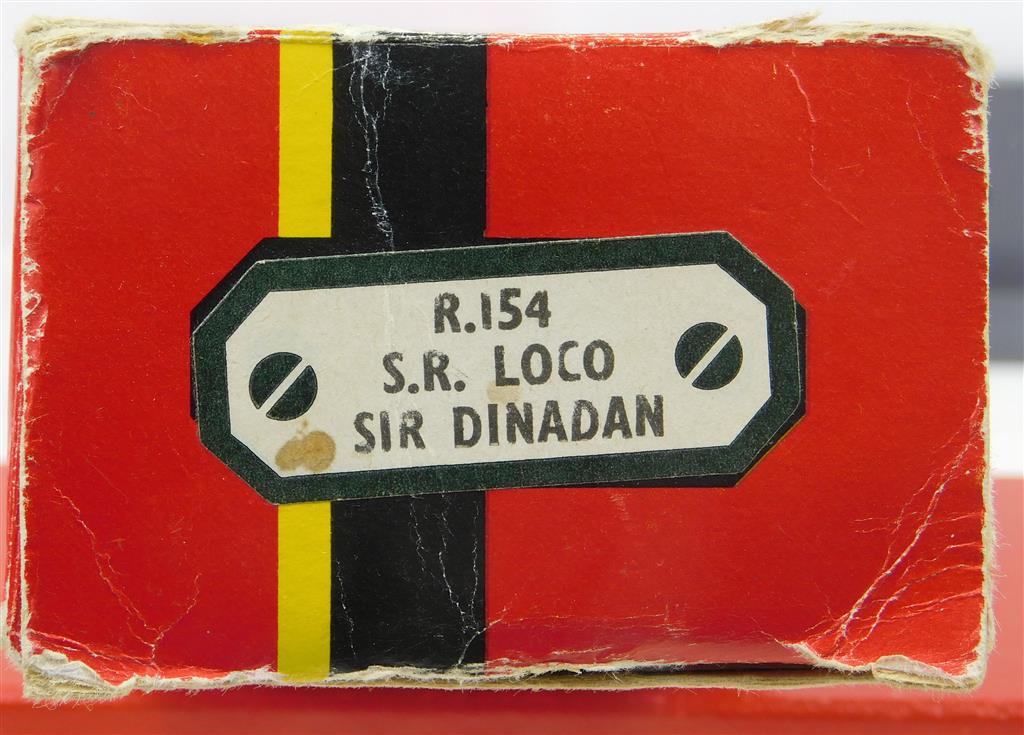 R.154
S.R. LOCO
SIR DINADAN